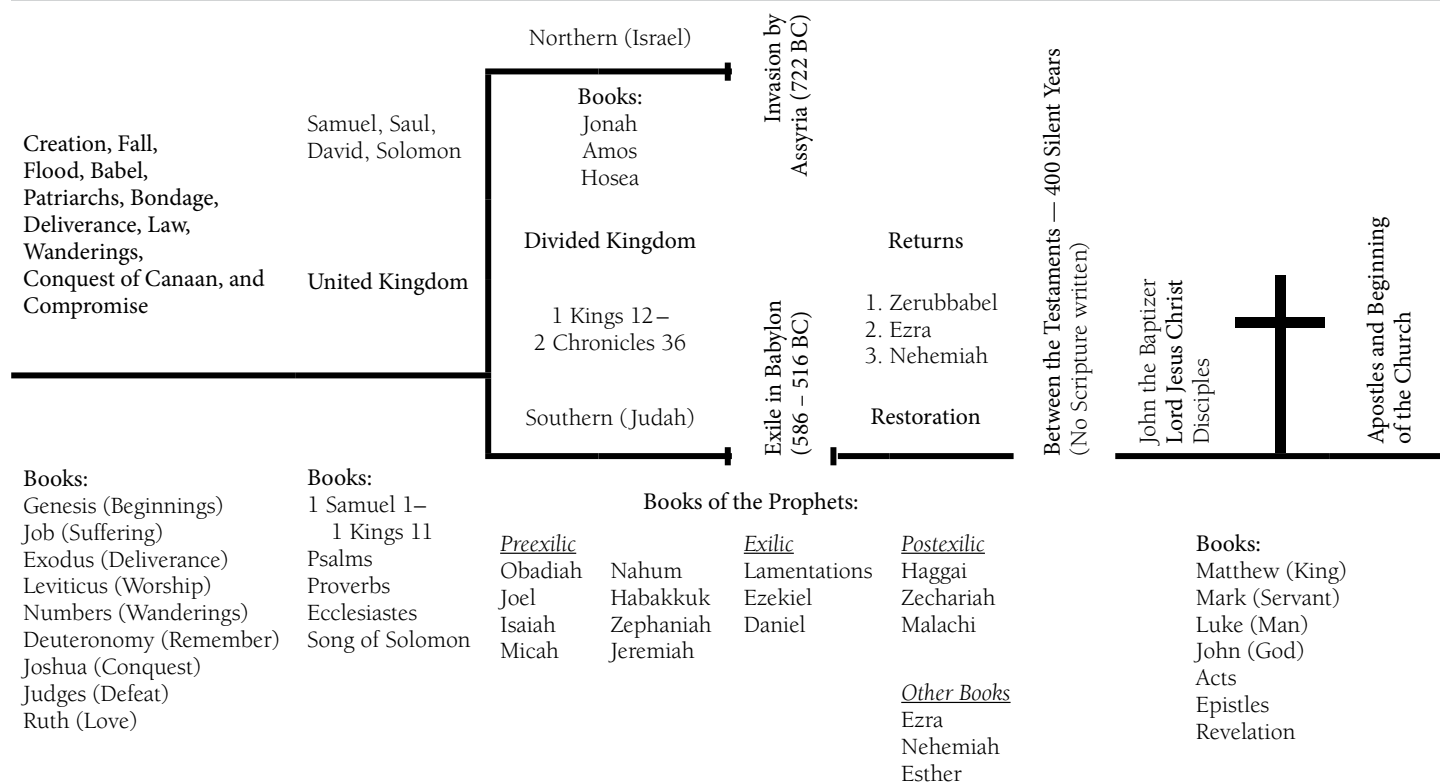 Creation, Fall,
Flood, Babel,
Patriarchs, Bondage,
Deliverance, Law,
Wanderings,
Conquest of Canaan, and
Compromise
Books:
Genesis (Beginnings)
Job (Suffering)
Exodus (Deliverance)
Leviticus (Worship)
Numbers (Wanderings)
Deuteronomy (Remember)
Joshua (Conquest)
Judges (Defeat)
Ruth (Love)
Samuel, Saul,
David, Solomon
United Kingdom
Books:
1 Samuel 1–
1 Kings 11
Psalms
Proverbs
Ecclesiastes
Song of Solomon
Northern (Israel)
Books:
Jonah
Amos
Hosea
Divided Kingdom
1 Kings 12–
2 Chronicles 36
Southern (Judah)
Invasion by
Assyria (722 BC)
Exile in Babylon
(586 – 516 BC)
Returns
1. Zerubbabel
2. Ezra
3. Nehemiah
Restoration
Books of the Prophets:
Preexilic
Obadiah
Joel
Isaiah
Micah
Nahum
Habakkuk
Zephaniah
Jeremiah
Exilic
Lamentations
Ezekiel
Daniel
Postexilic
Haggai
Zechariah
Malachi
Other Books
Ezra
Nehemiah
Esther
Between the Testaments — 400 Silent Years
(No Scripture written)
John the Baptizer
Lord Jesus Christ
Disciples
Apostles and Beginning
of the Church
Books:
Matthew (King)
Mark (Servant)
Luke (Man)
John (God)
Acts
Epistles
Revelation